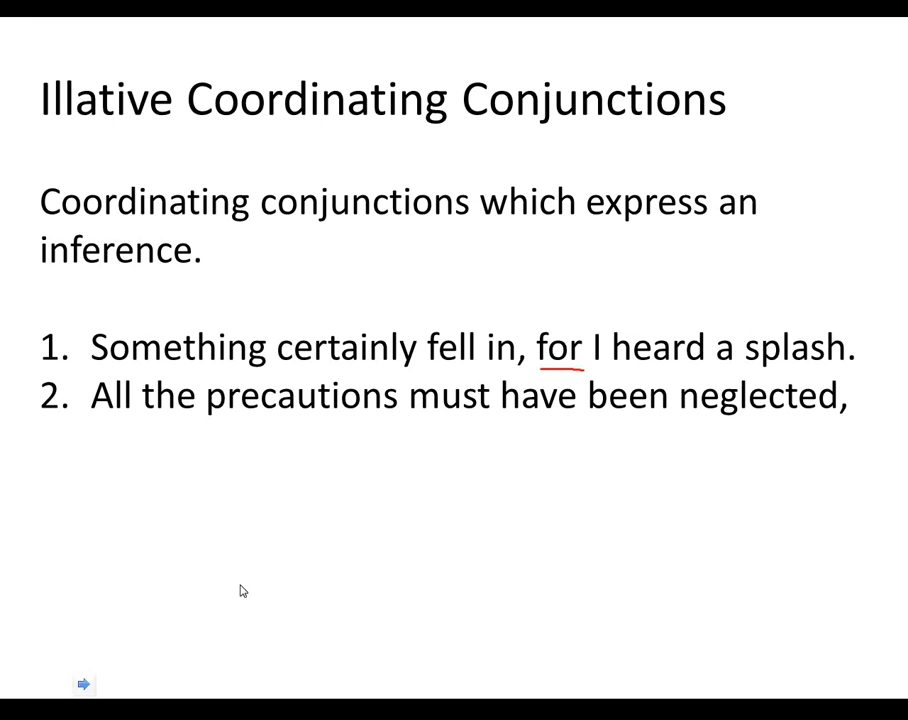 Illative Coordinating Conjunctions
Coordinating conjunctions which express an
inference.
1. Something certainly fell in, for I heard a splash.
2. All the precautions must have been neglected,